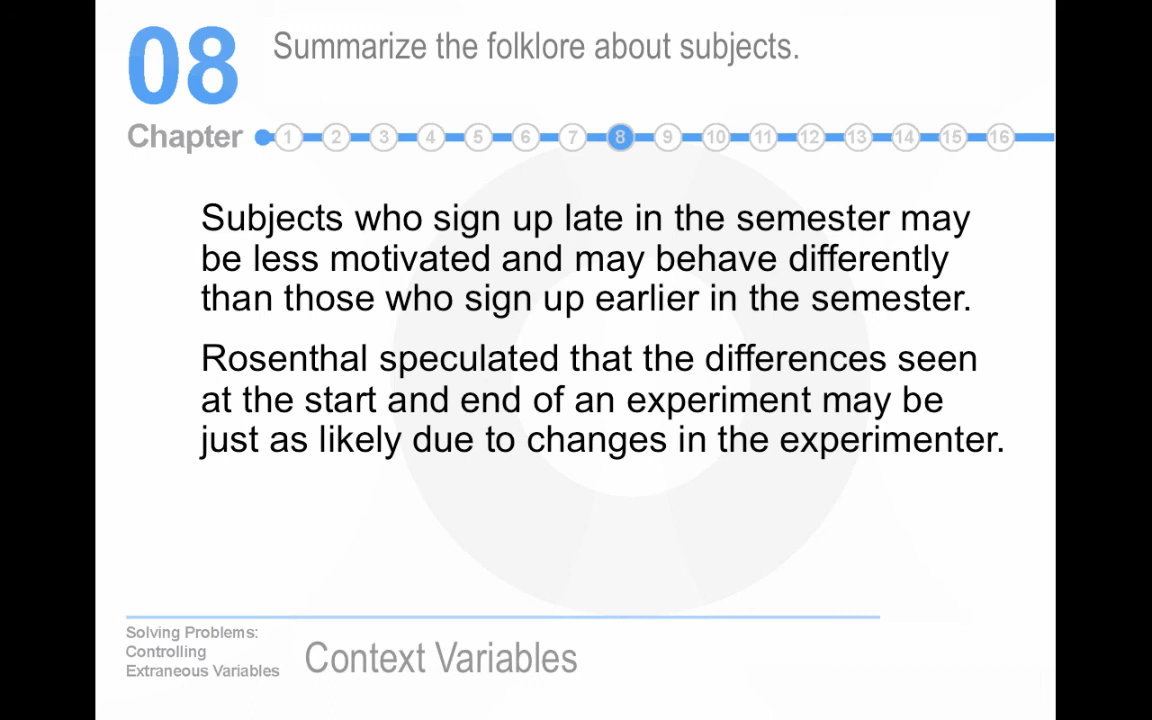 08
Summarize the folklore about subjects.
Chapter
1 2 3 4 5 6 7 8 9 10 11 12 13 14 15 16
Subjects who sign up late in the semester may
be less motivated and may behave differently
than those who sign up earlier in the semester.
Rosenthal speculated that the differences seen
at the start and end of an experiment may be
just as likely due to changes in the experimenter.
Solving Problems:
Controlling
Extraneous Variables
Context Variables